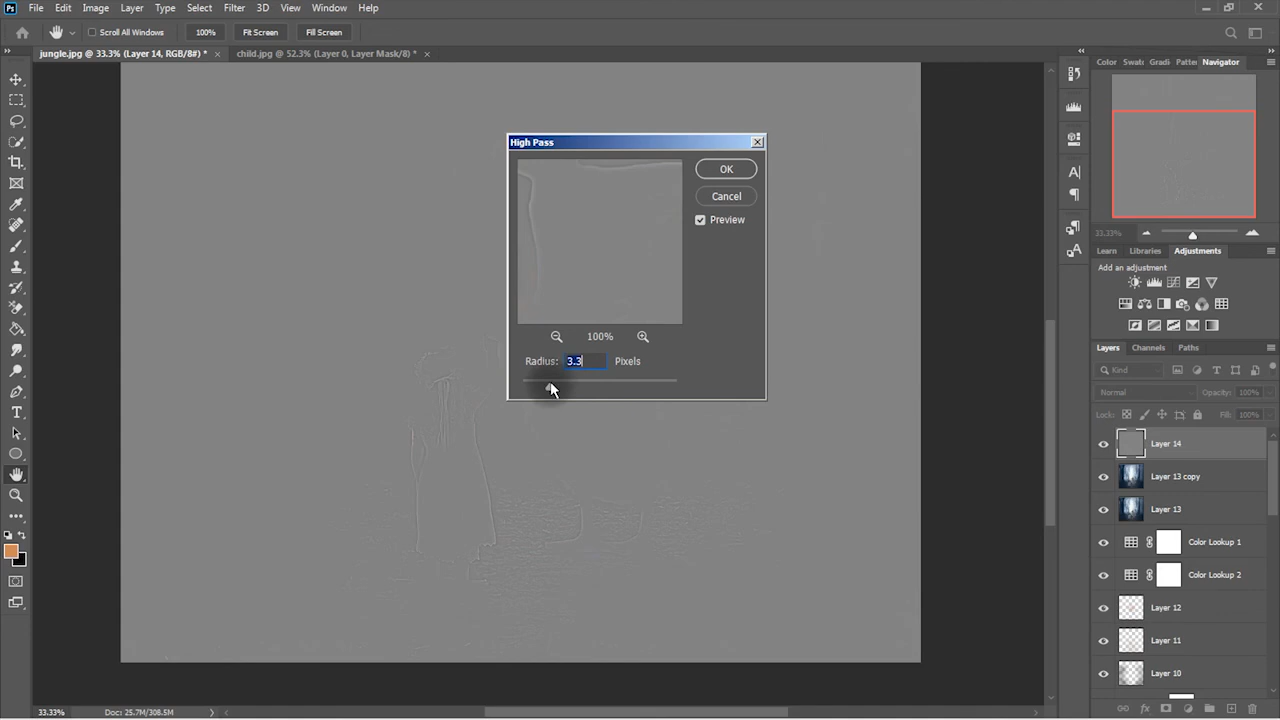 Ps File Edit Image Layer Type Select Filter 3D View Window Help
Scroll All Windows 100% Fit Screen Fill Screen
jungle.jpg @ 33.3% (Layer 14, RGB/8#) * × child.jpg @ 52.3% (Layer 0, Layer Mask/8) * ×
Color Swatc Gradi Patter Navigator
High Pass
OK
Cancel
Preview
100%
Radius: 3.3 Pixels
33.33%
Learn Libraries Adjustments
Add an adjustment
Layers Channels Paths
Kind
Normal Opacity: 100%
Lock: Fill: 100%
Layer 14
Layer 13 copy
Layer 13
Color Lookup 1
Color Lookup 2
Layer 12
Layer 11
Layer 10
33.33% Doc: 25.7M/308.5M